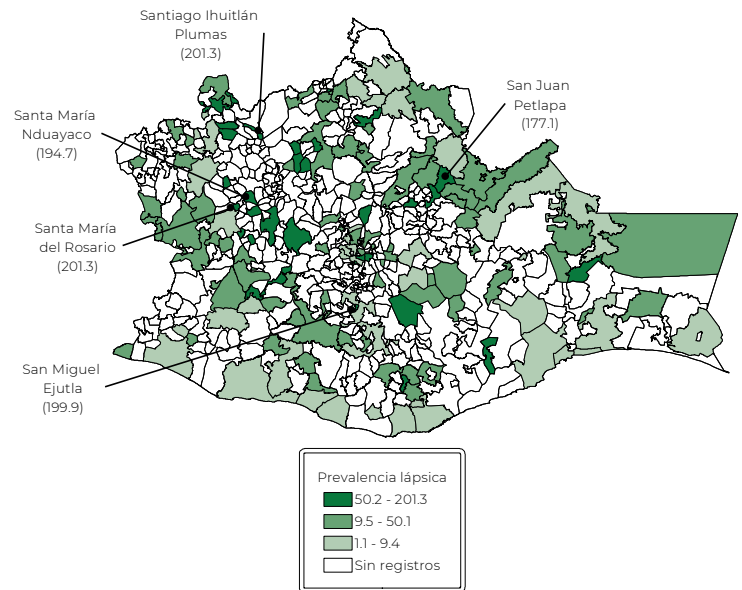 Santiago Ihuitlán
Plumas
(201.3)
San Juan
Petlapa
(177.1)
Santa María
Nduayaco
(194.7)
Santa María
del Rosario
(201.3)
San Miguel
Ejutla
(199.9)
Prevalencia lápsica
50.2 - 201.3
9.5 - 50.1
1.1 - 9.4
Sin registros